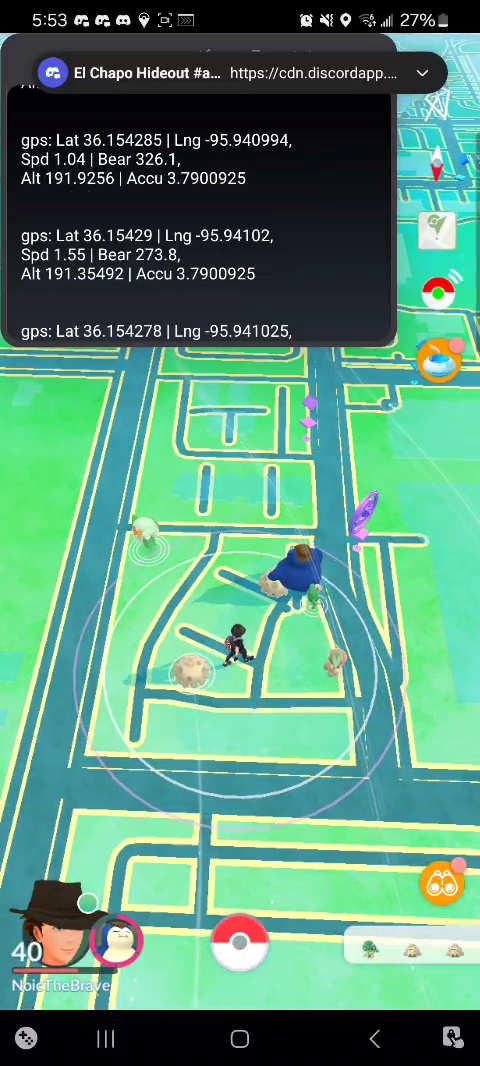 5:53
27%
El Chapo Hideout #a... https://cdn.discordapp....
gps: Lat 36.154285 | Lng -95.940994,
Spd 1.04 | Bear 326.1,
Alt 191.9256 | Accu 3.7900925
gps: Lat 36.15429 | Lng -95.94102,
Spd 1.55 | Bear 273.8,
Alt 191.35492 | Accu 3.7900925
gps: Lat 36.154278 | Lng -95.941025,
40
NoicTheBrave